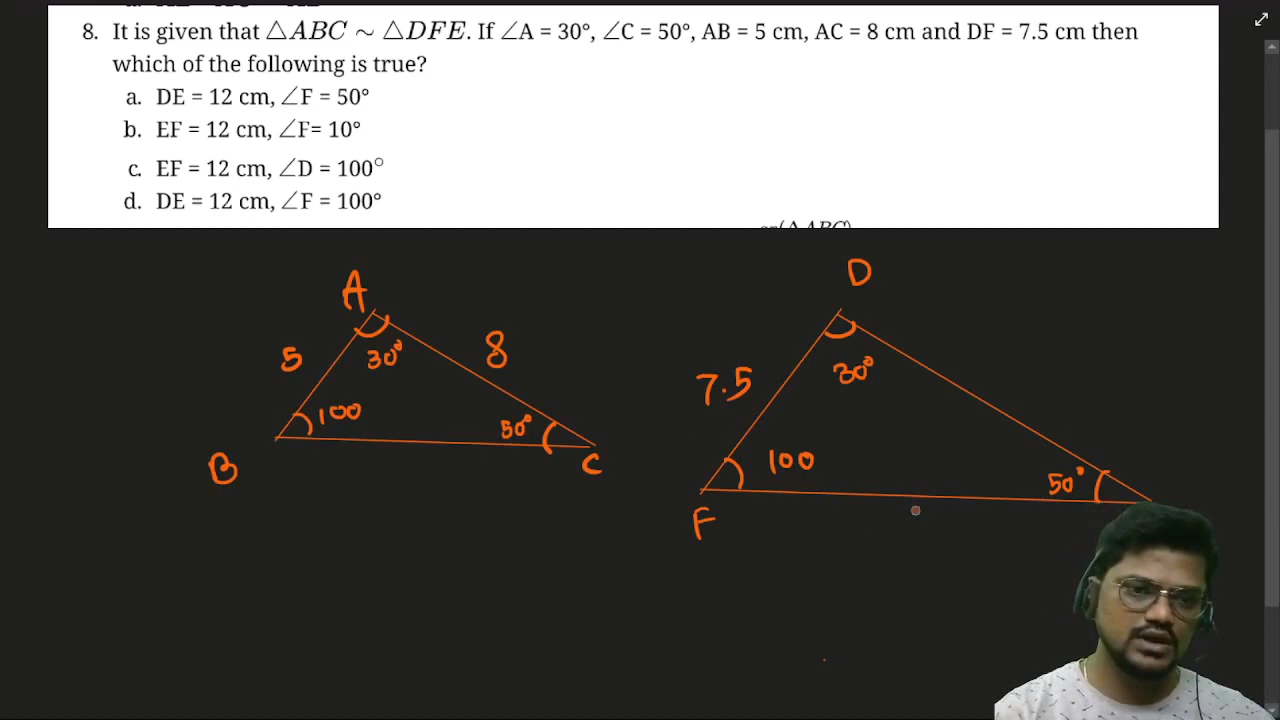 8. It is given that △ABC ~ △DFE. If ∠A = 30°, ∠C = 50°, AB = 5 cm, AC = 8 cm and DF = 7.5 cm then
which of the following is true?
a. DE = 12 cm, ∠F = 50°
b. EF = 12 cm, ∠F= 10°
c. EF = 12 cm, ∠D = 100°
d. DE = 12 cm, ∠F = 100°
A
D
5
30°
8
7.5
30°
100
50°
B
C
100
50°
F